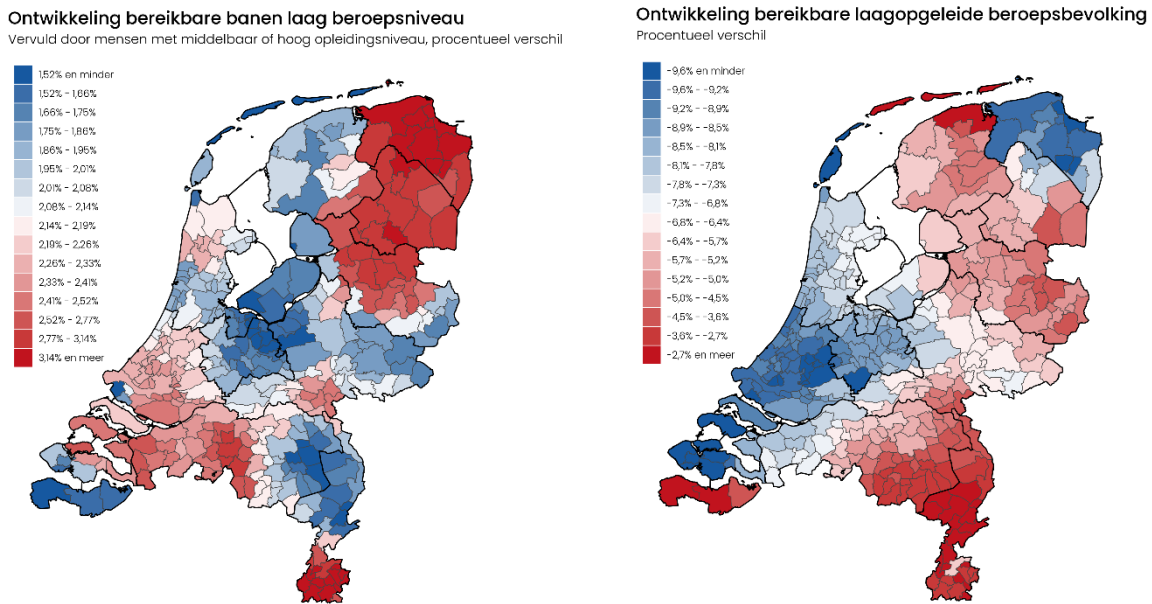 Ontwikkeling bereikbare banen laag beroepsniveau
Vervuld door mensen met middelbaar of hoog opleidingsniveau, procentueel verschil
1,52% en minder
1,52% - 1,66%
1,66% - 1,75%
1,75% - 1,86%
1,86% - 1,95%
1,95% - 2,01%
2,01% - 2,08%
2,08% - 2,14%
2,14% - 2,19%
2,19% - 2,26%
2,26% - 2,33%
2,33% - 2,41%
2,41% - 2,52%
2,52% - 2,77%
2,77% - 3,14%
3,14% en meer
Ontwikkeling bereikbare laagopgeleide beroepsbevolking
Procentueel verschil
-9,6% en minder
-9,6% - -9,2%
-9,2% - -8,9%
-8,9% - -8,5%
-8,5% - -8,1%
-8,1% - -7,8%
-7,8% - -7,3%
-7,3% - -6,8%
-6,8% - -6,4%
-6,4% - -5,7%
-5,7% - -5,2%
-5,2% - -5,0%
-5,0% - -4,5%
-4,5% - -3,6%
-3,6% - -2,7%
-2,7% en meer